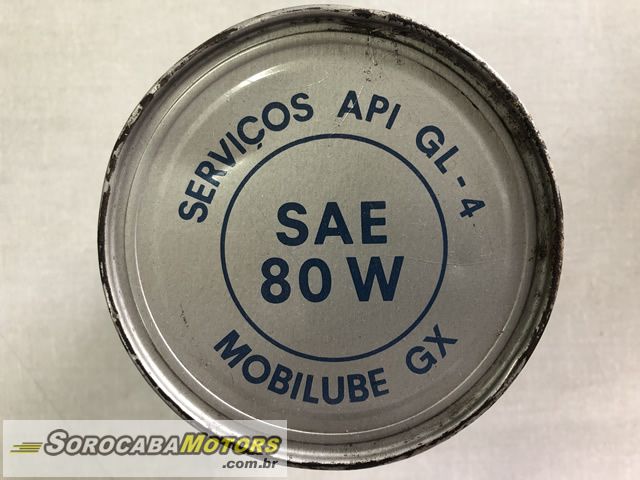 SERVIÇOS API GL-4
SAE
80 W
MOBILUBE GX
SOROCABAMOTORS
.com.br